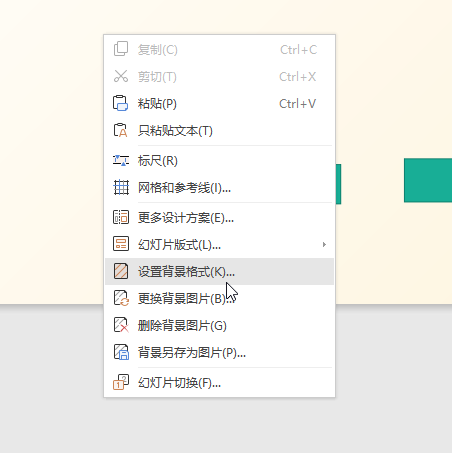 复制(C) Ctrl+C
剪切(T) Ctrl+X
粘贴(P) Ctrl+V
只粘贴文本(T)
标尺(R)
网格和参考线(I)...
更多设计方案(E)...
幻灯片版式(L)...
设置背景格式(K)...
更换背景图片(B)...
删除背景图片(G)
背景另存为图片(P)...
幻灯片切换(F)...